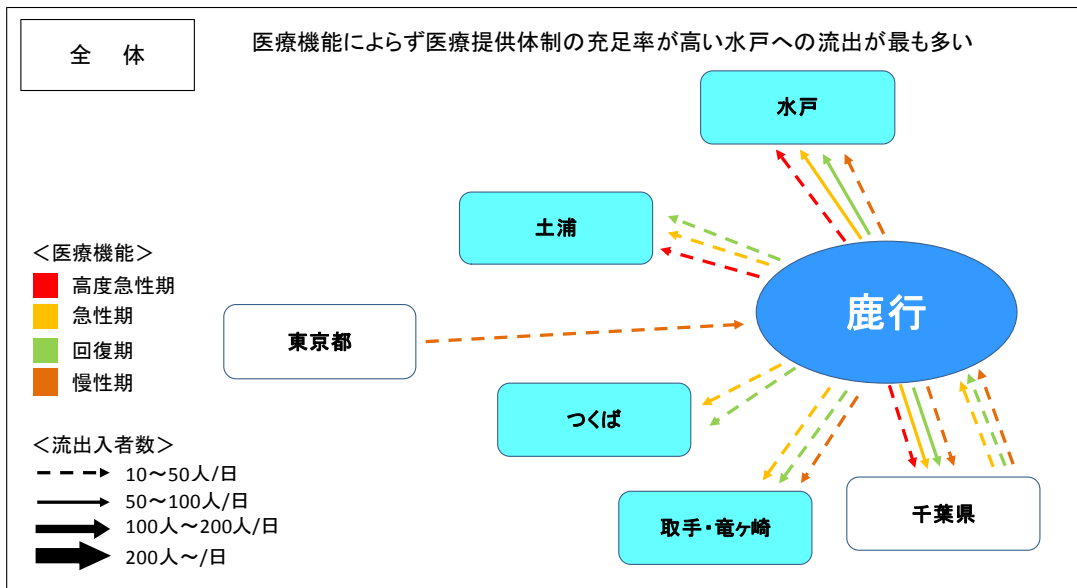 全 体
医療機能によらず医療提供体制の充足率が高い水戸への流出が最も多い
水戸
土浦
＜医療機能＞
高度急性期
急性期
回復期
慢性期
東京都
鹿行
つくば
＜流出入者数＞
10～50人/日
50～100人/日
100人～200人/日
200人～/日
取手・竜ヶ崎
千葉県